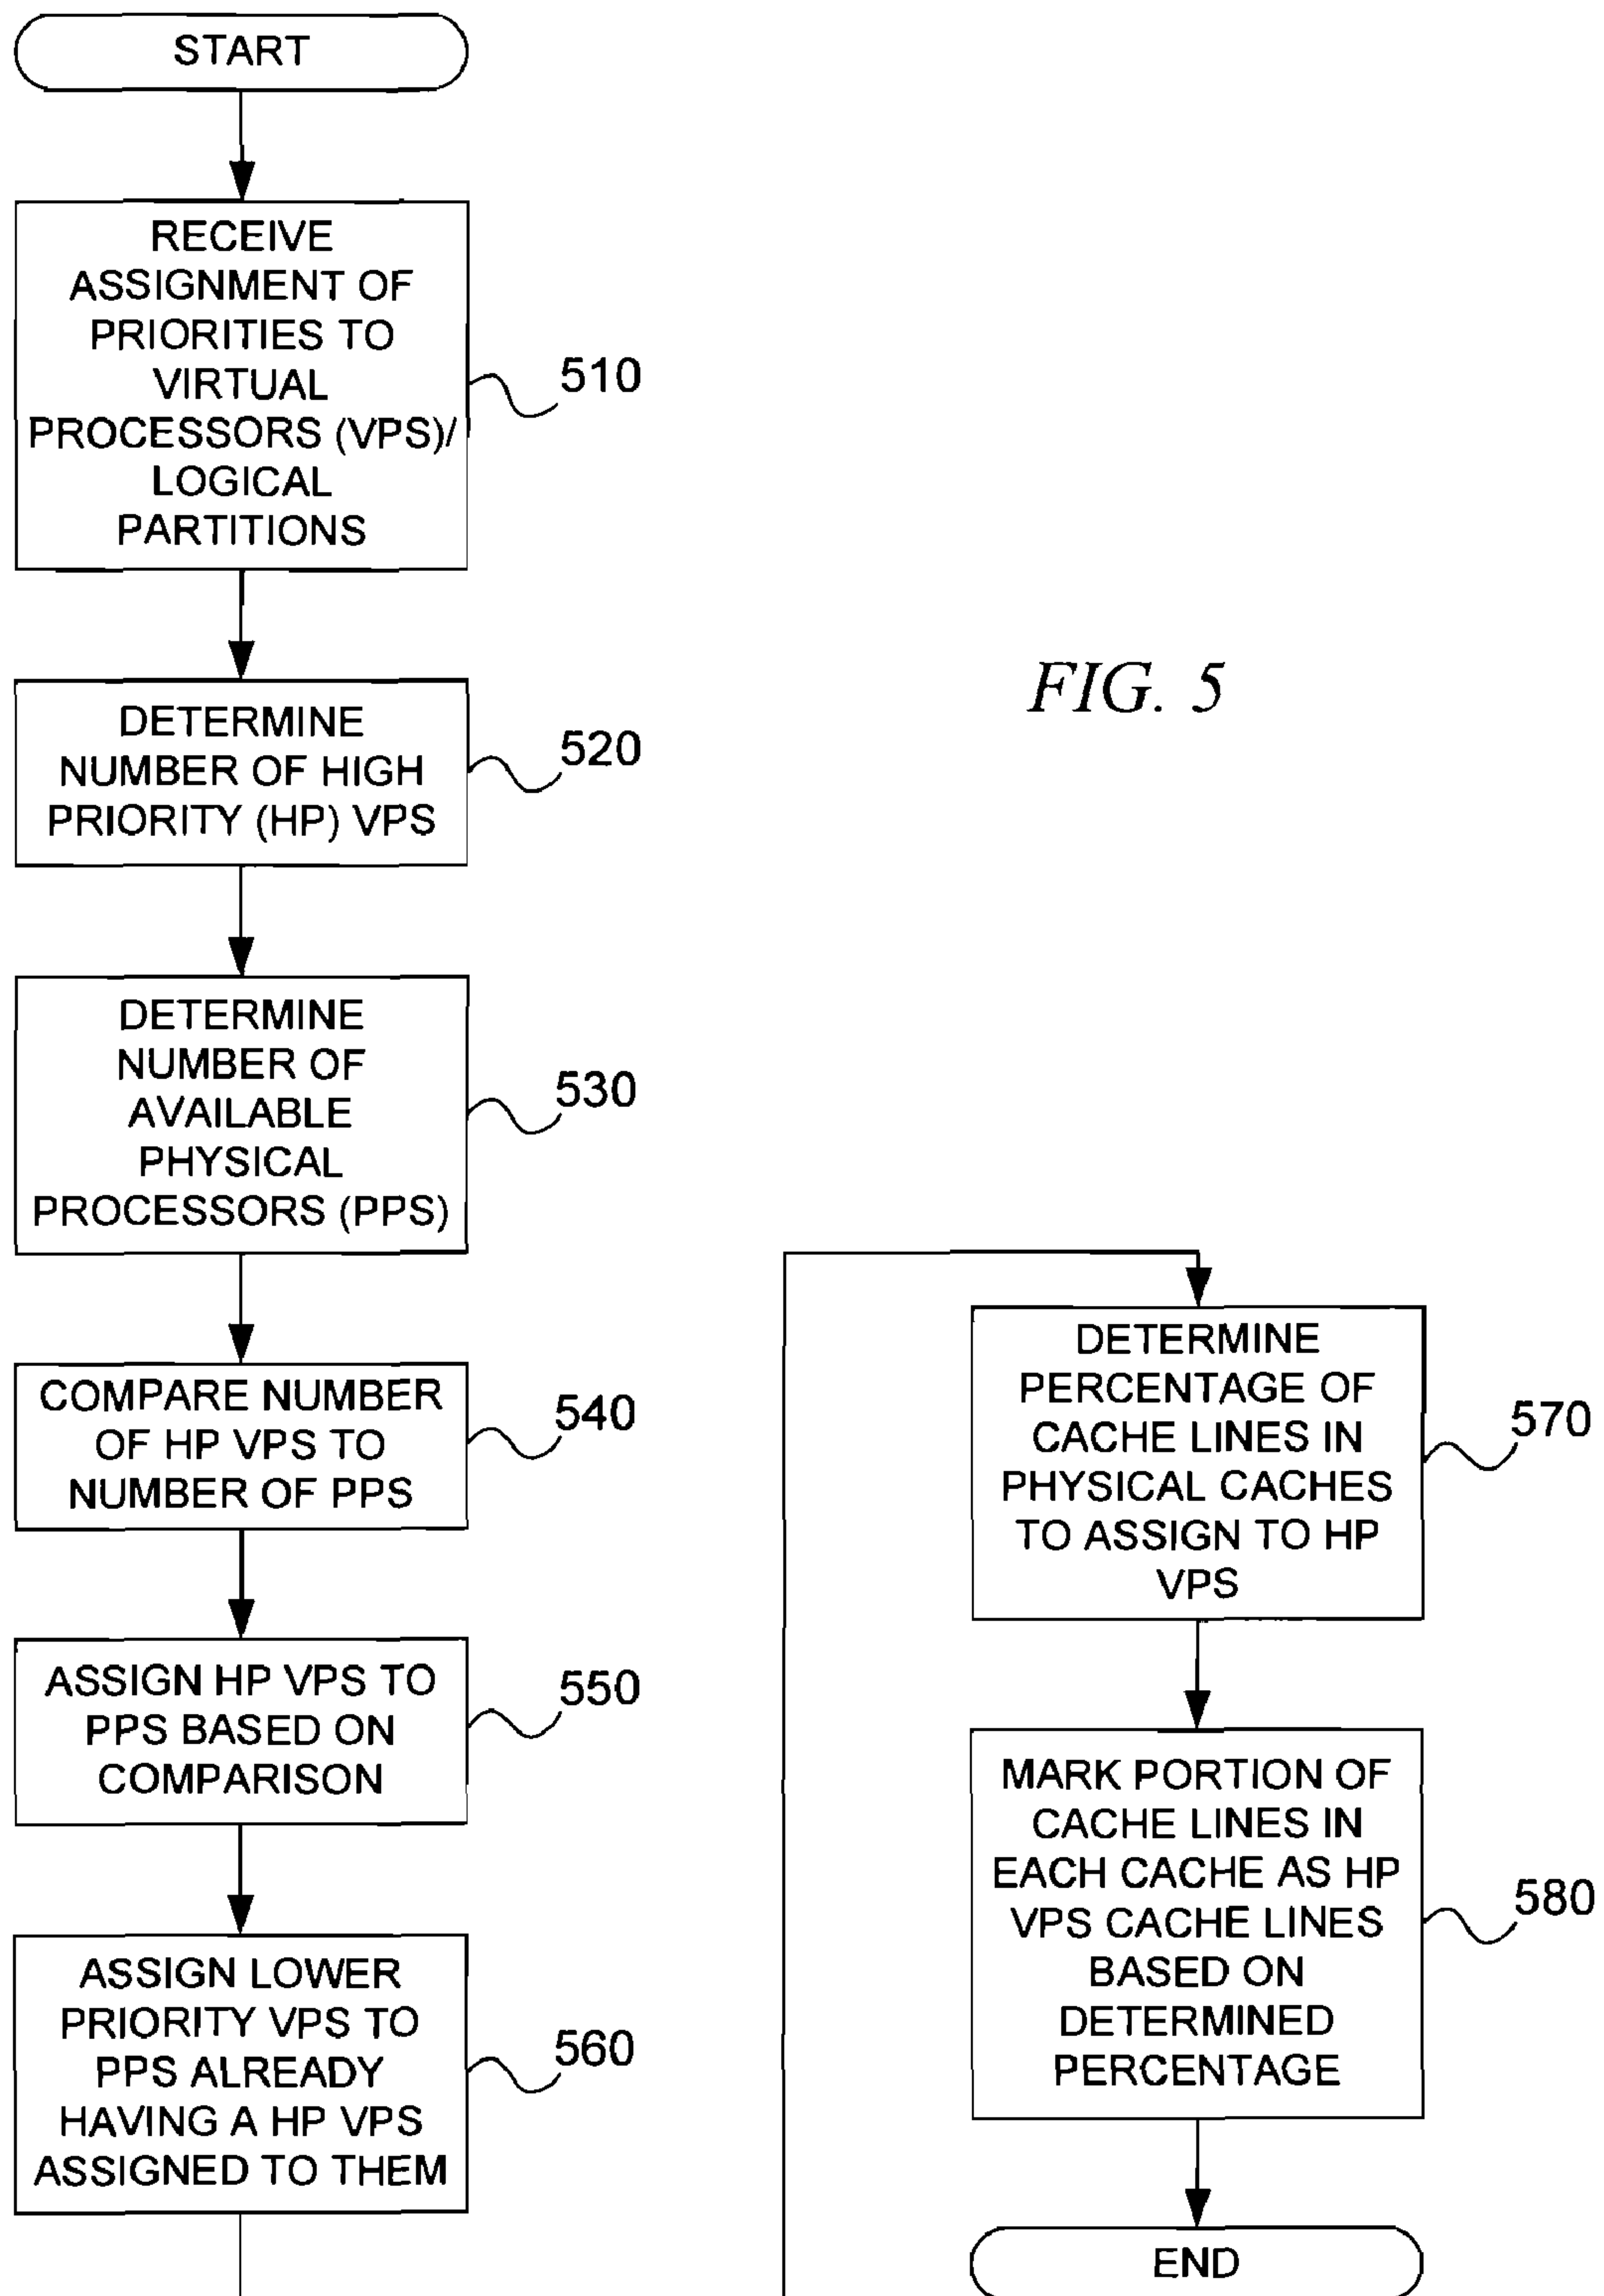 START
RECEIVE
ASSIGNMENT OF
PRIORITIES TO
VIRTUAL
PROCESSORS (VPS)/
LOGICAL
PARTITIONS
510
DETERMINE
NUMBER OF HIGH
PRIORITY (HP) VPS
520
FIG. 5
DETERMINE
NUMBER OF
AVAILABLE
PHYSICAL
PROCESSORS (PPS)
530
COMPARE NUMBER
OF HP VPS TO
NUMBER OF PPS
540
ASSIGN HP VPS TO
PPS BASED ON
COMPARISON
550
ASSIGN LOWER
PRIORITY VPS TO
PPS ALREADY
HAVING A HP VPS
ASSIGNED TO THEM
560
DETERMINE
PERCENTAGE OF
CACHE LINES IN
PHYSICAL CACHES
TO ASSIGN TO HP
VPS
570
MARK PORTION OF
CACHE LINES IN
EACH CACHE AS HP
VPS CACHE LINES
BASED ON
DETERMINED
PERCENTAGE
580
END